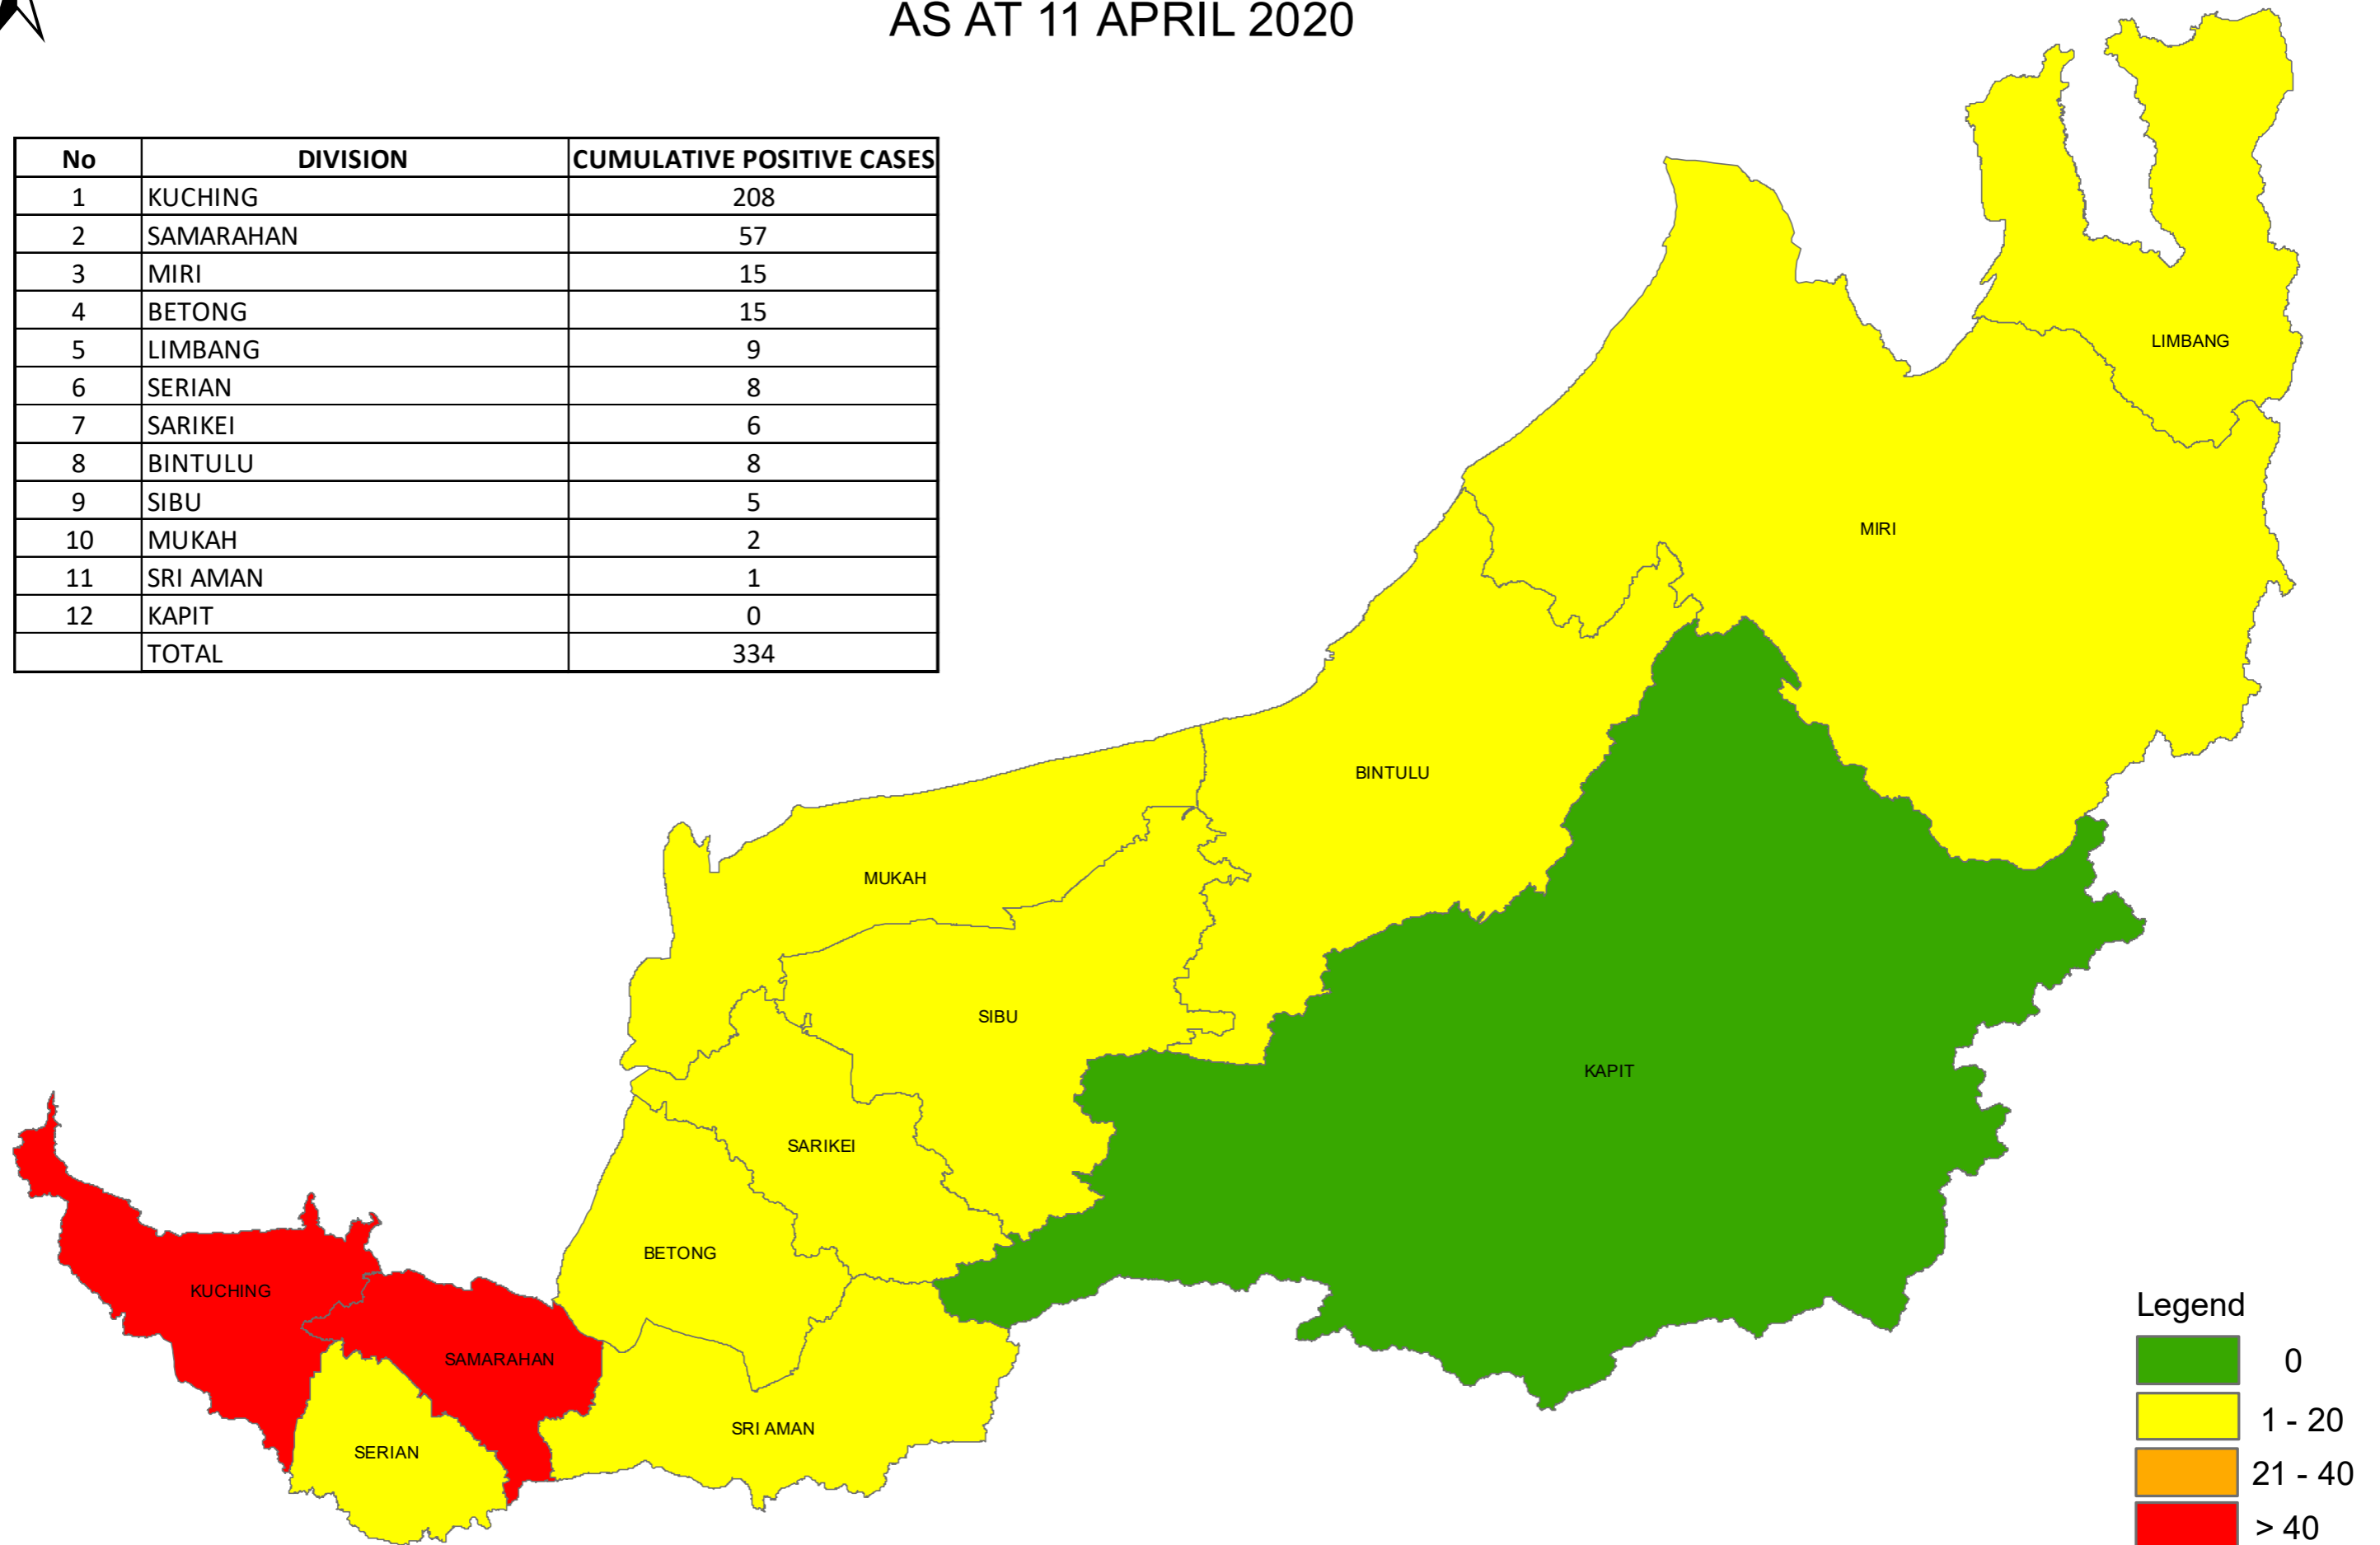 AS AT 11 APRIL 2020
No DIVISION CUMULATIVE POSITIVE CASES
1 KUCHING 208
2 SAMARAHAN 57
3 MIRI 15
4 BETONG 15
5 LIMBANG 9
6 SERIAN 8
7 SARIKEI 6
8 BINTULU 8
9 SIBU 5
10 MUKAH 2
11 SRI AMAN 1
12 KAPIT 0
TOTAL 334
LIMBANG
MIRI
BINTULU
MUKAH
SIBU
KAPIT
SARIKEI
BETONG
KUCHING
SAMARAHAN
SRI AMAN
SERIAN
Legend
0
1 - 20
21 - 40
> 40